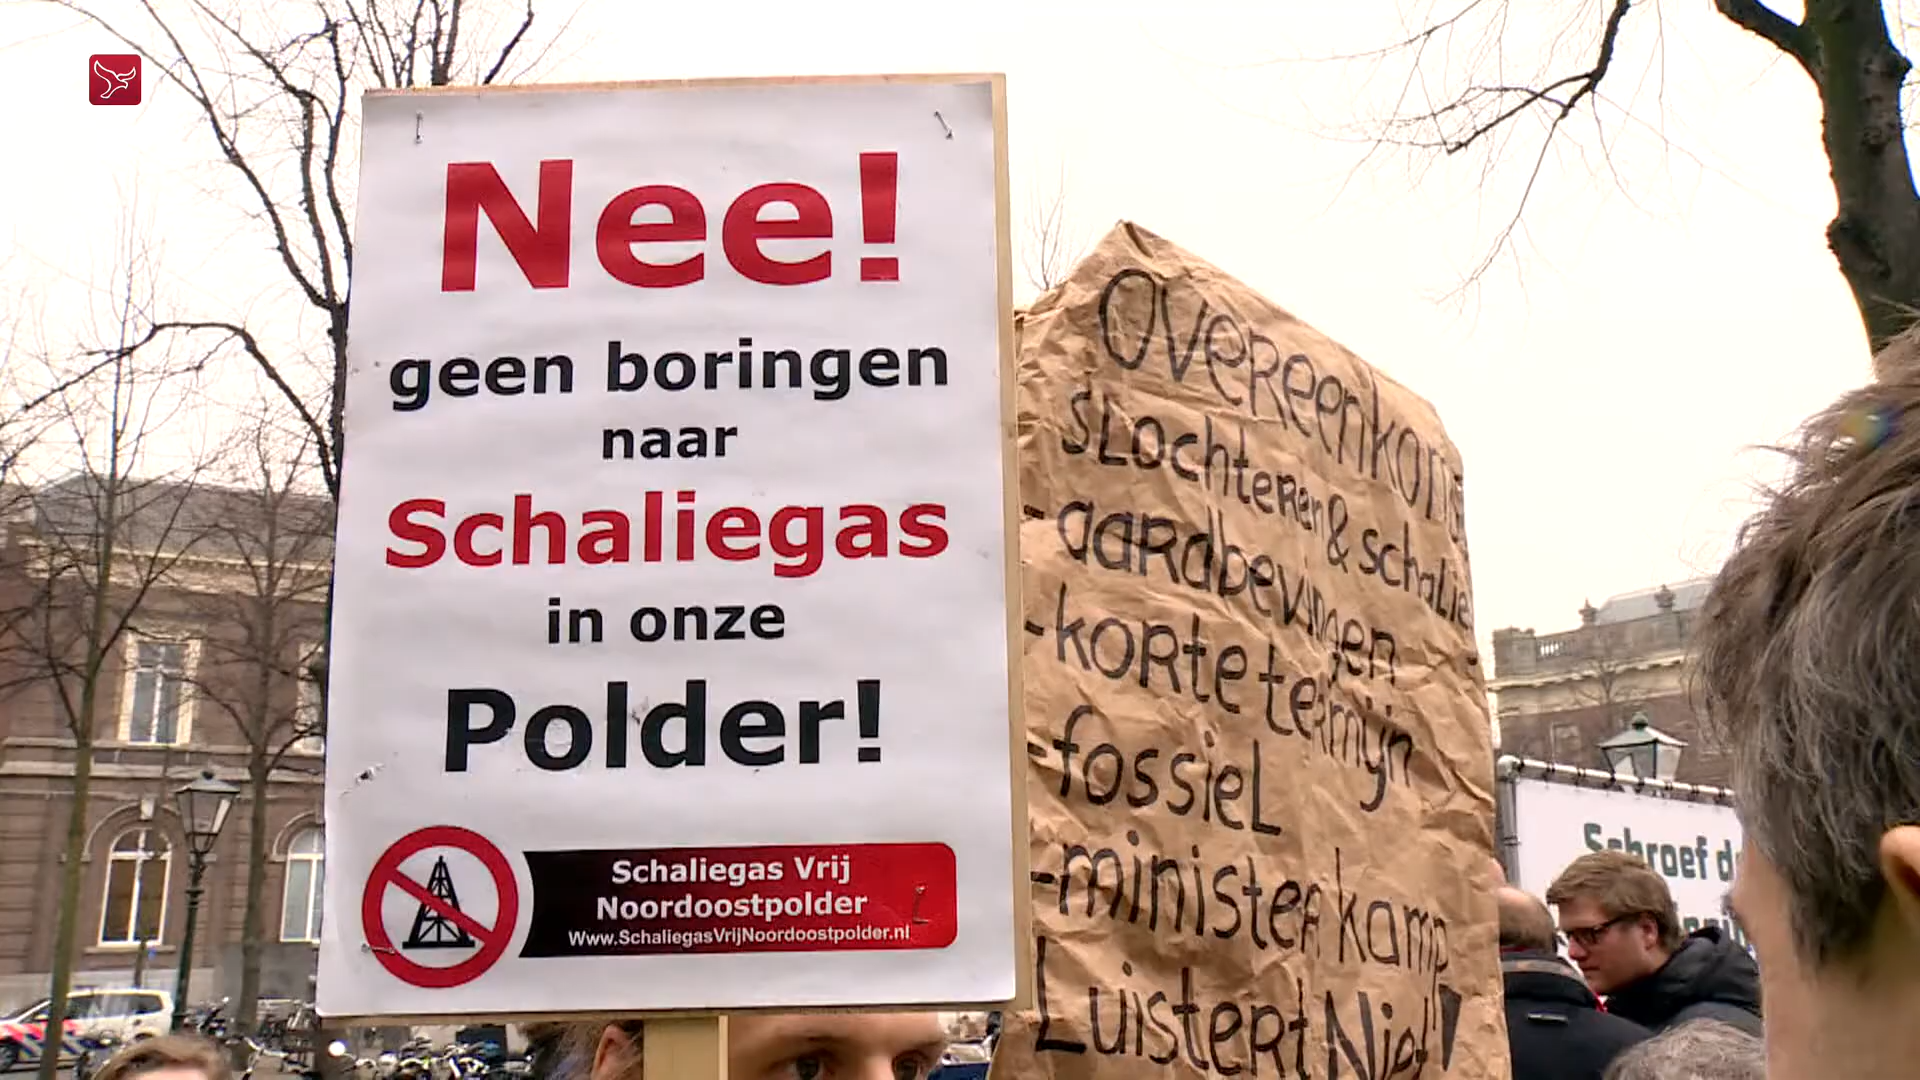 Nee!
geen boringen
naar
Schaliegas
in onze
Polder!
Schaliegas Vrij
Noordoostpolder
Www.SchaliegasVrijNoordoostpolder.nl
Overeenkom
Slochteren & schalie
- aardbevingen
- korte termijn
- fossiel
- minister kamp
Luistert Niet!
Schroef d